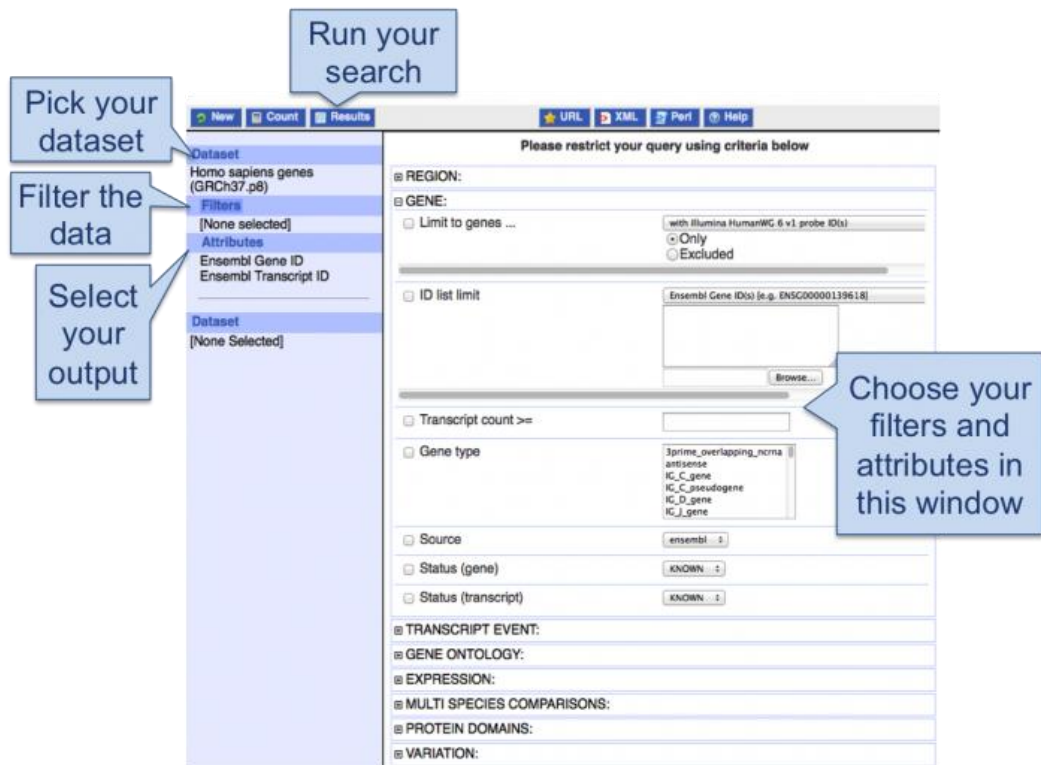 Run your
search
Pick your
dataset
New Count Results URL XML Perl Help
Dataset
Please restrict your query using criteria below
Homo sapiens genes
(GRCh37.p8)
REGION:
Filter the
data
Filters
GENE:
[None selected]
Limit to genes ...
with Illumina HumanWG 6 v1 probe ID(s)
Only
Excluded
Attributes
Ensembl Gene ID
Ensembl Transcript ID
Select
your
output
ID list limit
Ensembl Gene ID(s) [e.g. ENSG00000139618]
Dataset
[None Selected]
Browse...
Choose your
filters and
attributes in
this window
Transcript count >=
Gene type
3prime_overlapping_ncrna
antisense
IG_C_gene
IG_C_pseudogene
IG_D_gene
IG_J_gene
Source
ensembl
Status (gene)
KNOWN
Status (transcript)
KNOWN
TRANSCRIPT EVENT:
GENE ONTOLOGY:
EXPRESSION:
MULTI SPECIES COMPARISONS:
PROTEIN DOMAINS:
VARIATION: